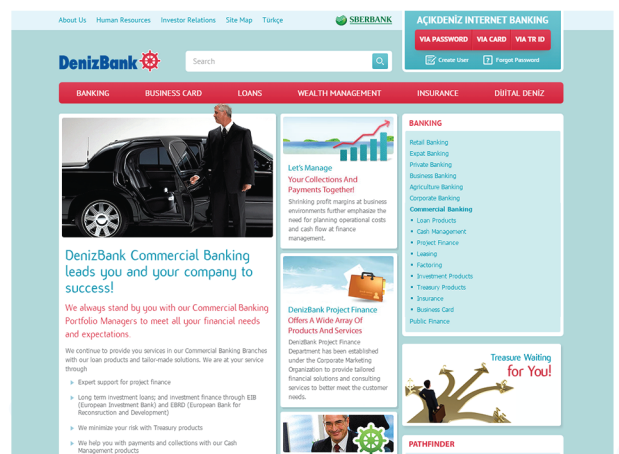 About Us Human Resources Investor Relations Site Map Türkçe
SBERBANK
AÇIKDENİZ INTERNET BANKING
VIA PASSWORD VIA CARD VIA TR ID
Create User Forgot Password
DenizBank
Search
BANKING BUSINESS CARD LOANS WEALTH MANAGEMENT INSURANCE DİJİTAL DENİZ
DenizBank Commercial Banking
leads you and your company to
success!
We always stand by you with our Commercial Banking
Portfolio Managers to meet all your financial needs
and expectations.
We continue to provide you services in our Commercial Banking Branches
with our loan products and tailor-made solutions. We are at your service
through
Expert support for project finance
Long term investment loans; and investment finance through EIB
(European Investment Bank) and EBRD (European Bank for
Reconstruction and Development)
We minimize your risk with Treasury products
We help you with payments and collections with our Cash
Management products
Let's Manage
Your Collections And
Payments Together!
Shrinking profit margins at business
environments further emphasize the
need for planning operational costs
and cash flow at finance
management.
DenizBank Project Finance
Offers A Wide Array Of
Products And Services
DenizBank Project Finance
Department has been established
under the Corporate Marketing
Organization to provide tailored
financial solutions and consulting
services to better meet the customer
needs.
BANKING
Retail Banking
Expat Banking
Private Banking
Business Banking
Agriculture Banking
Corporate Banking
Commercial Banking
• Loan Products
• Cash Management
• Project Finance
• Leasing
• Factoring
• Investment Products
• Treasury Products
• Insurance
• Business Card
Public Finance
Treasure Waiting
for You!
PATHFINDER